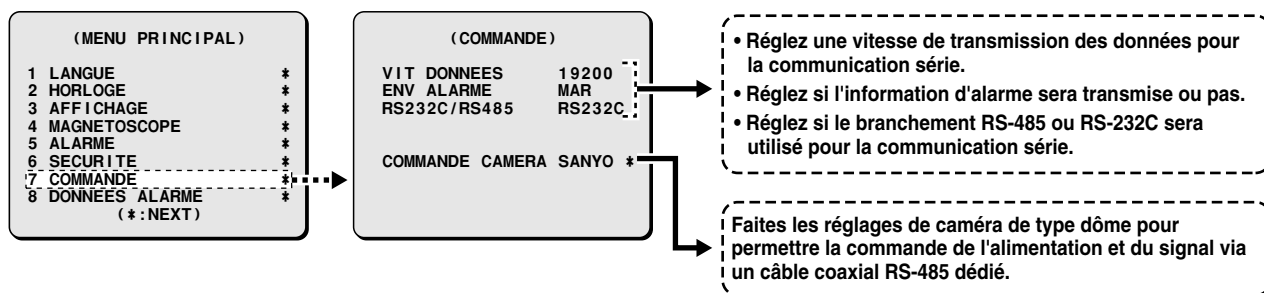 (MENU PRINCIPAL)
1 LANGUE *
2 HORLOGE *
3 AFFICHAGE *
4 MAGNETOSCOPE *
5 ALARME *
6 SECURITE *
7 COMMANDE *
8 DONNEES ALARME *
(*:NEXT)
(COMMANDE)
VIT DONNEES 19200
ENV ALARME MAR
RS232C/RS485 RS232C
COMMANDE CAMERA SANYO *
• Réglez une vitesse de transmission des données pour
la communication série.
• Réglez si l'information d'alarme sera transmise ou pas.
• Réglez si le branchement RS-485 ou RS-232C sera
utilisé pour la communication série.
Faites les réglages de caméra de type dôme pour
permettre la commande de l'alimentation et du signal via
un câble coaxial RS-485 dédié.